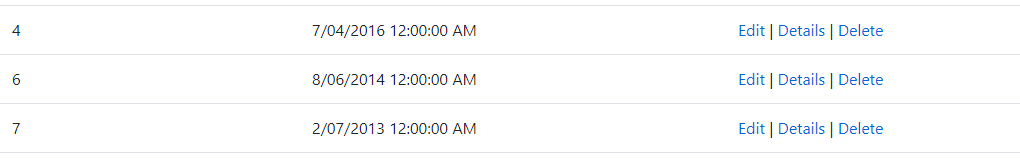 4 7/04/2016 12:00:00 AM Edit | Details | Delete
6 8/06/2014 12:00:00 AM Edit | Details | Delete
7 2/07/2013 12:00:00 AM Edit | Details | Delete